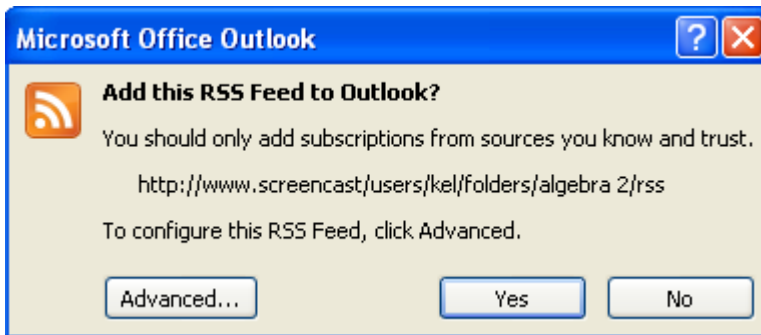 Microsoft Office Outlook
Add this RSS Feed to Outlook?
You should only add subscriptions from sources you know and trust.
http://www.screencast/users/kel/folders/algebra 2/rss
To configure this RSS Feed, click Advanced.
Advanced... Yes No